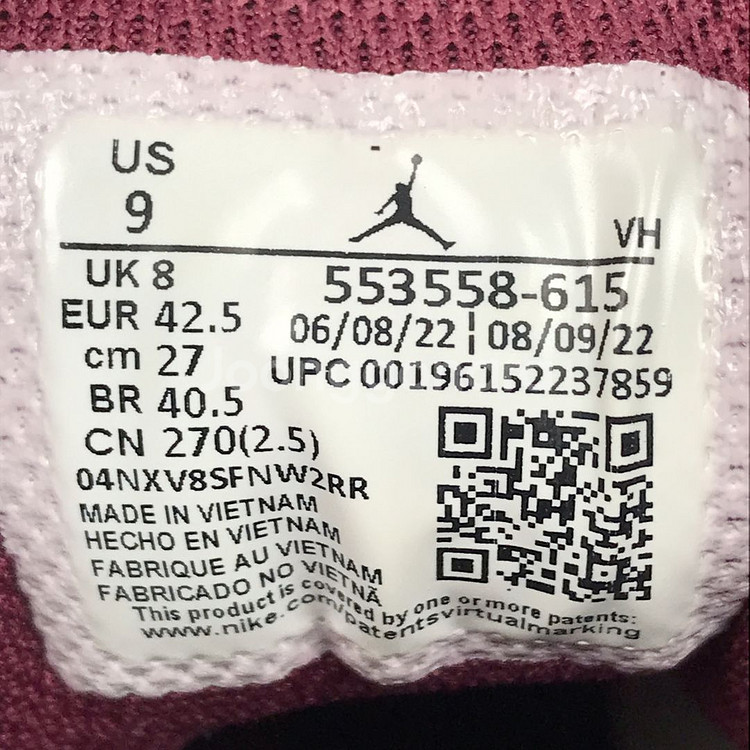 US
9
VH
UK 8
EUR 42.5
cm 27
BR 40.5
CN 270(2.5)
553558-615
06/08/22 ¦ 08/09/22
UPC 00196152237859
04NXV8SFNW2RR
MADE IN VIETNAM
HECHO EN VIETNAM
FABRIQUE AU VIETNAM
FABRICADO NO VIETNÃ
This product is covered by one or more patents:
www.nike.com/patentsvirtualmarking